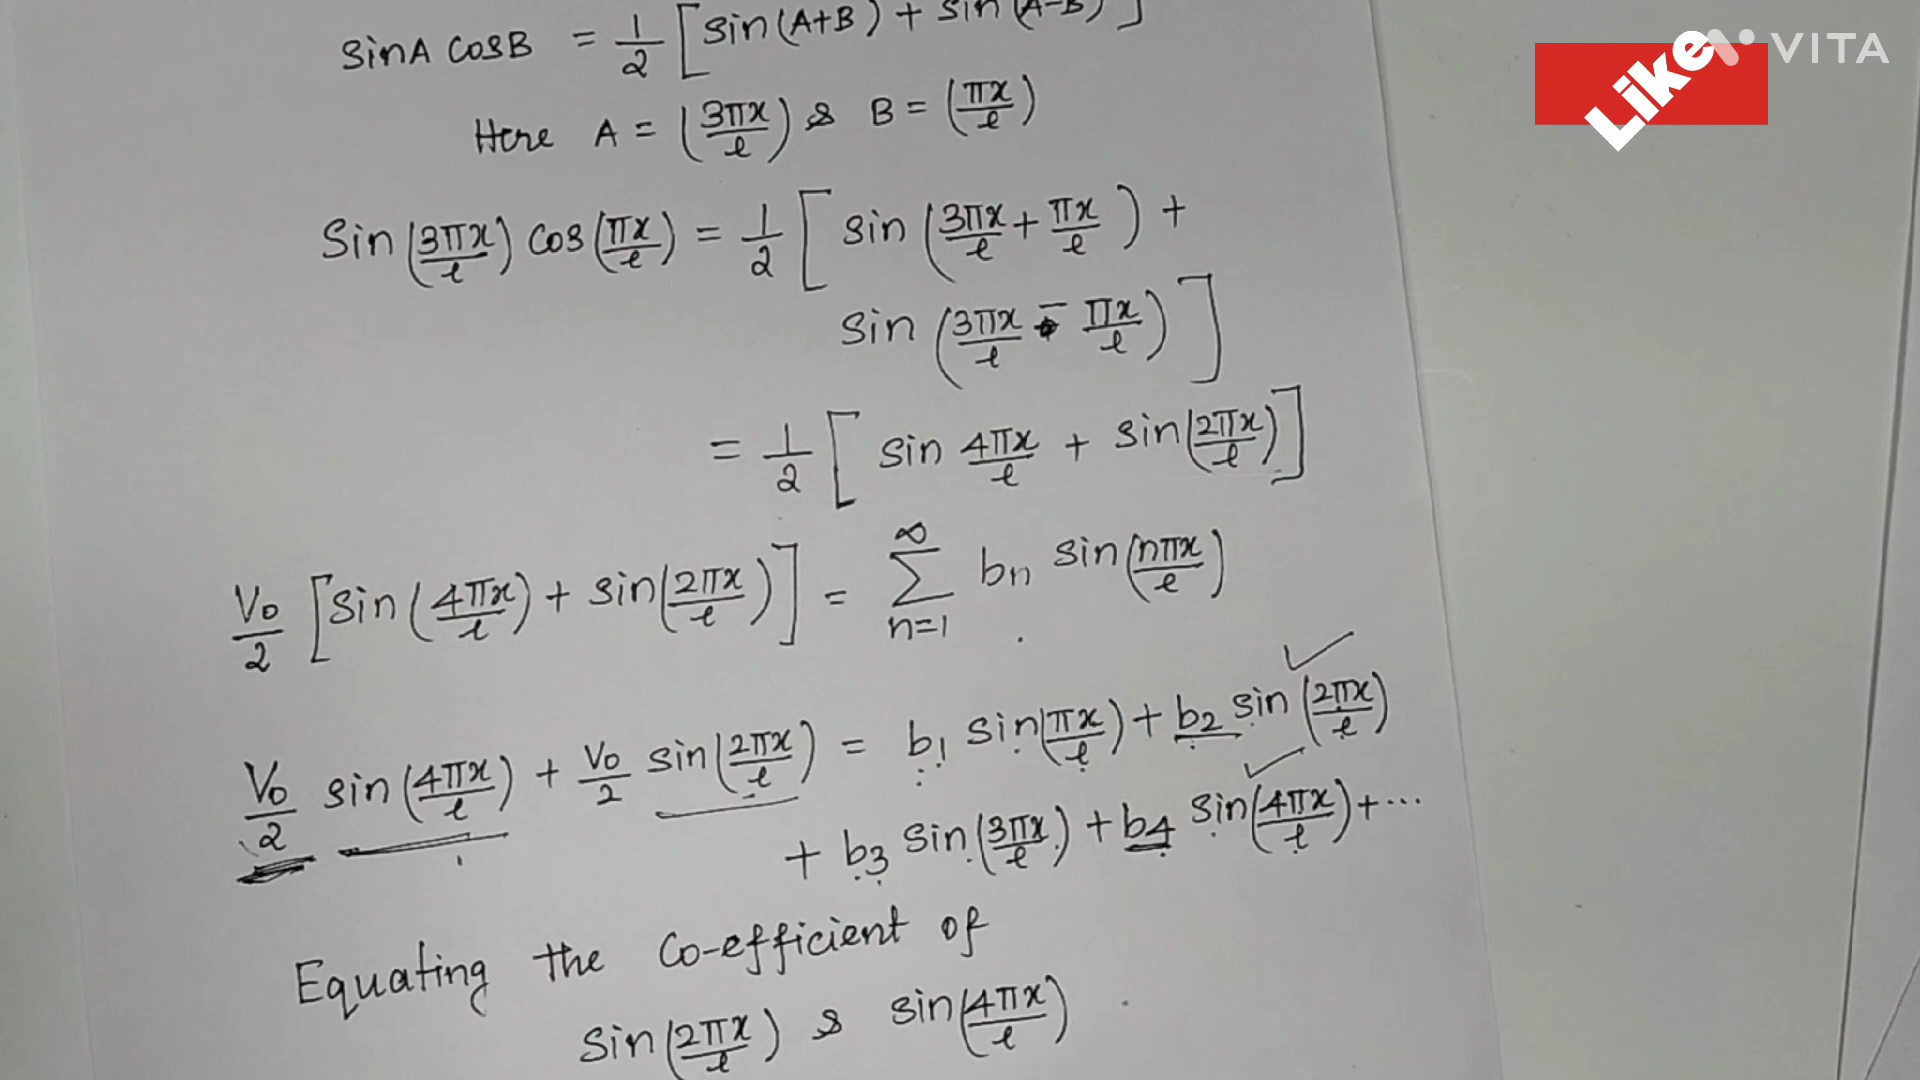 sinA cosB = 1/2 [sin(A+B) + sin(A-B)]
Like
VITA
Here A = (3πx/l) & B = (πx/l)
Sin(3πx/l) cos(πx/l) = 1/2 [sin(3πx/l + πx/l) +
sin(3πx/l - πx/l)]
= 1/2 [sin 4πx/l + sin(2πx/l)]
V0/2 [sin(4πx/l) + sin(2πx/l)] = ∞ Σ n=1 bn sin(nπx/l)
V0/2 sin(4πx/l) + V0/2 sin(2πx/l) = b1 sin(πx/l) + b2 sin(2πx/l)
+ b3 sin(3πx/l) + b4 sin(4πx/l) + ...
Equating the Co-efficient of
sin(2πx/l) & sin(4πx/l)